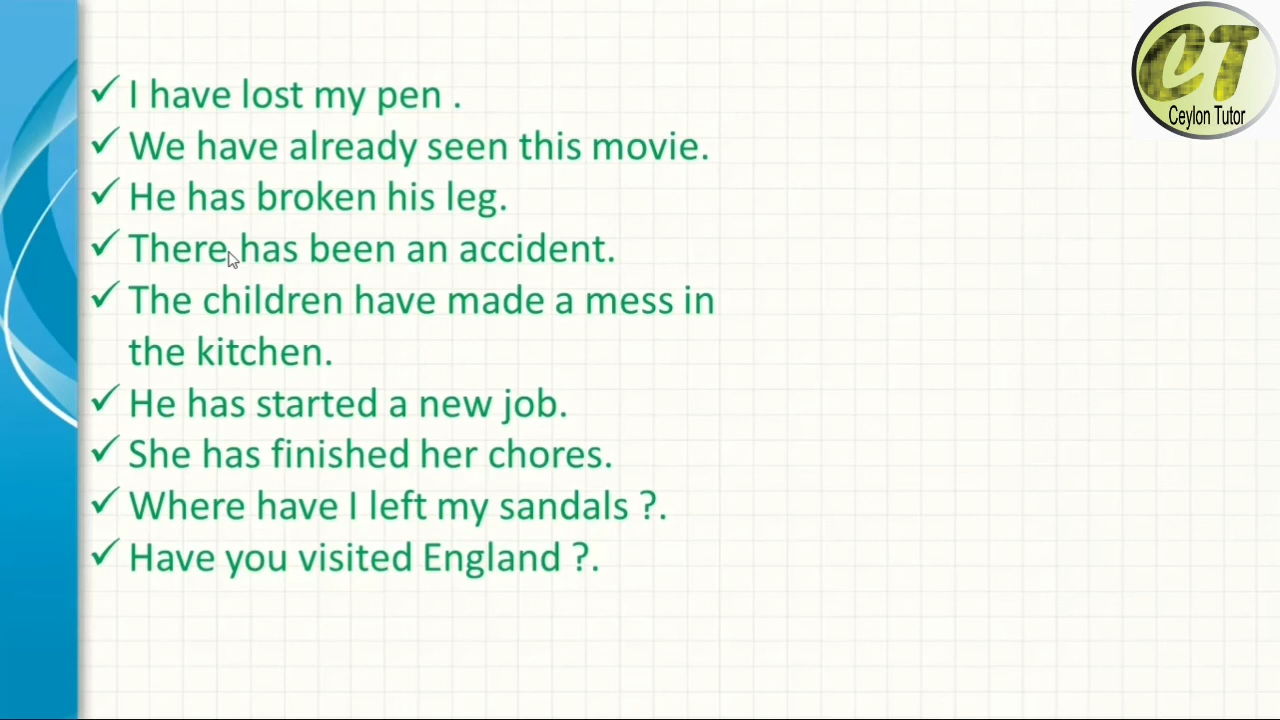 CT
Ceylon Tutor
✓ I have lost my pen .
✓ We have already seen this movie.
✓ He has broken his leg.
✓ There has been an accident.
✓ The children have made a mess in
the kitchen.
✓ He has started a new job.
✓ She has finished her chores.
✓ Where have I left my sandals ?.
✓ Have you visited England ?.